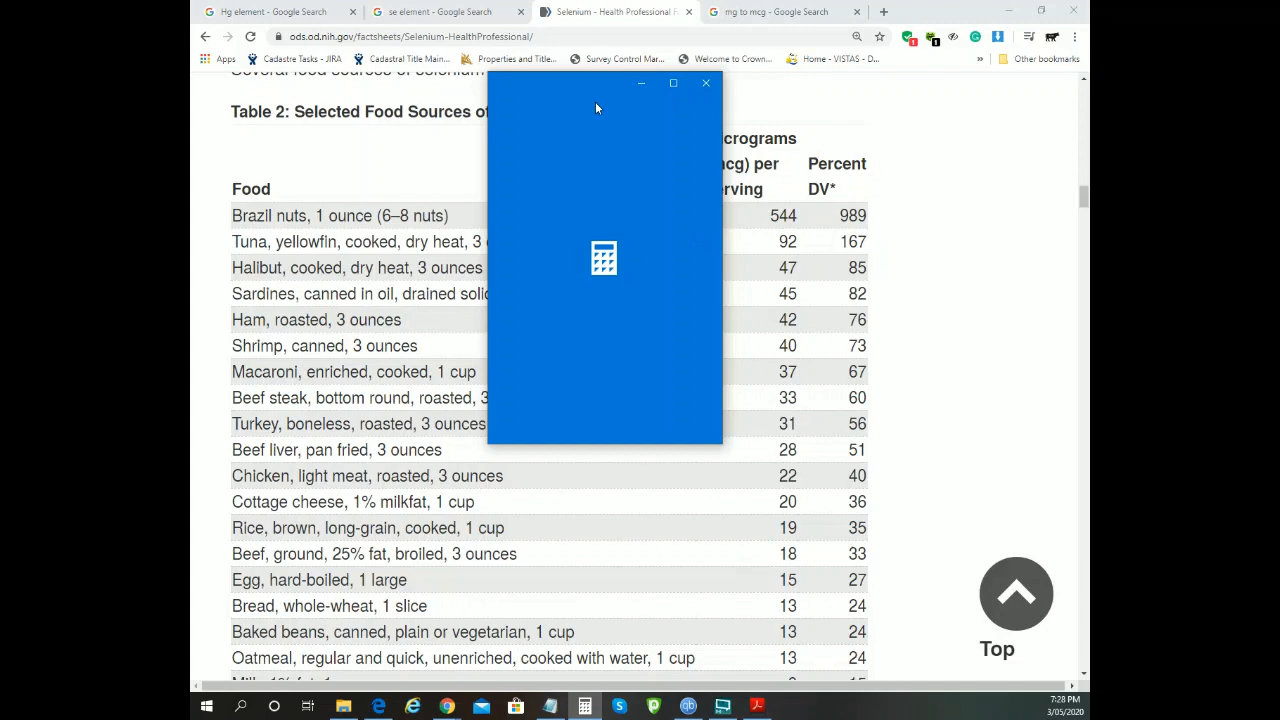 Hg element - Google Search
se element - Google Search
Selenium - Health Professional F
mg to mcg - Google Search
ods.od.nih.gov/factsheets/Selenium-HealthProfessional/
1
1
Apps
Cadastre Tasks - JIRA
Cadastral Title Main...
Properties and Title...
Survey Control Mar...
Welcome to Crown...
Home - VISTAS - D...
»
Other bookmarks
Several food sources of selenium
Table 2: Selected Food Sources of
crograms
cg) per
Percent
Food
rving
DV*
Brazil nuts, 1 ounce (6–8 nuts) 544 989
Tuna, yellowfin, cooked, dry heat, 3 92 167
Halibut, cooked, dry heat, 3 ounces 47 85
Sardines, canned in oil, drained 45 82
Ham, roasted, 3 ounces 42 76
Shrimp, canned, 3 ounces 40 73
Macaroni, enriched, cooked, 1 cup 37 67
Beef steak, bottom round, roasted, 3 33 60
Turkey, boneless, roasted, 3 ounces 31 56
Beef liver, pan fried, 3 ounces 28 51
Chicken, light meat, roasted, 3 ounces 22 40
Cottage cheese, 1% milkfat, 1 cup 20 36
Rice, brown, long-grain, cooked, 1 cup 19 35
Beef, ground, 25% fat, broiled, 3 ounces 18 33
Egg, hard-boiled, 1 large 15 27
Bread, whole-wheat, 1 slice 13 24
Baked beans, canned, plain or vegetarian, 1 cup 13 24
Oatmeal, regular and quick, unenriched, cooked with water, 1 cup 13 24
Top
7:28 PM
3/05/2020